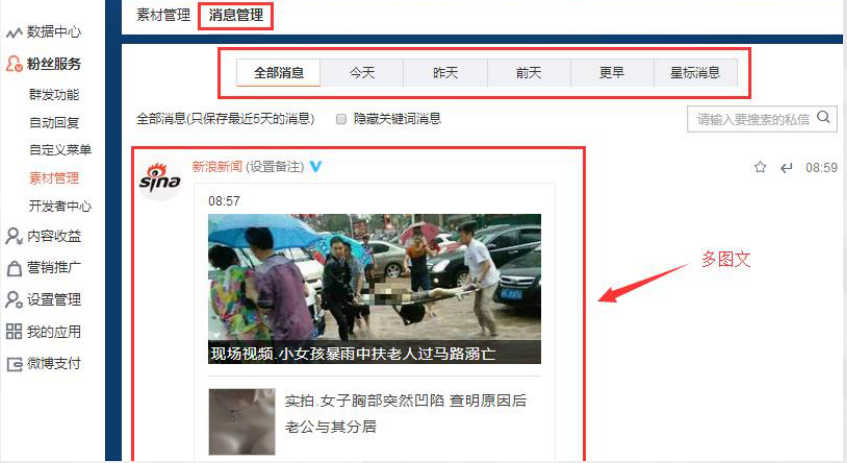 素材管理 消息管理
数据中心
粉丝服务
群发功能
自动回复
自定义菜单
素材管理
开发者中心
内容收益
营销推广
设置管理
我的应用
微博支付
全部消息 今天 昨天 前天 更早 星标消息
全部消息(只保存最近5天的消息) 隐藏关键词消息 请输入要搜索的私信
sina
新浪新闻 (设置备注) 08:59
08:57
现场视频.小女孩暴雨中扶老人过马路溺亡
实拍.女子胸部突然凹陷 查明原因后
老公与其分居
多图文